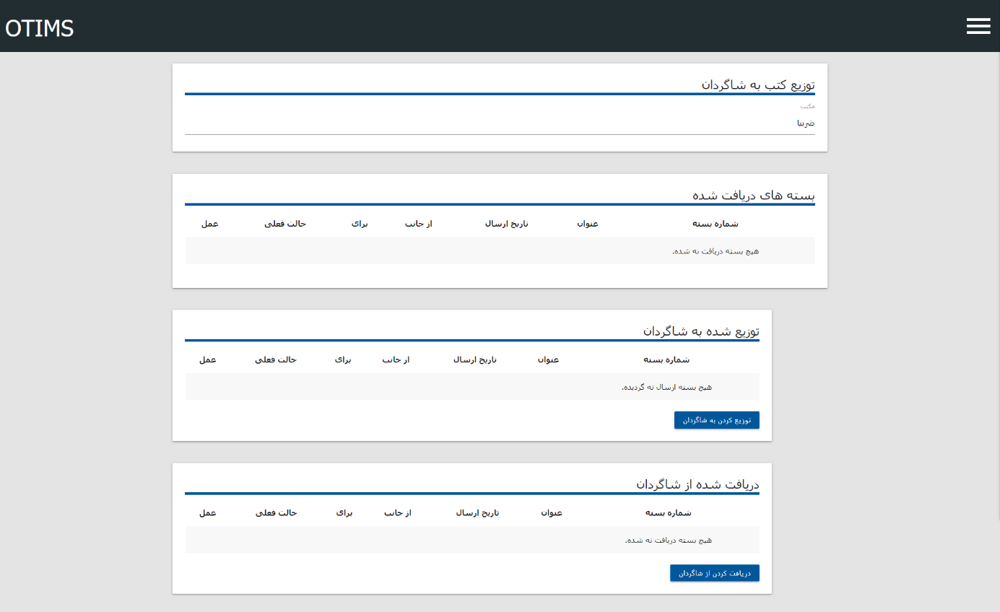 OTIMS
توزیع کتب به شاگردان
مکتب
ضربیا
بسته های دریافت شده
شماره بسته عنوان تاریخ ارسال از جانب برای حالت فعلی عمل
هیچ بسته دریافت نه شده.
توزیع شده به شاگردان
شماره بسته عنوان تاریخ ارسال از جانب برای حالت فعلی عمل
هیچ بسته ارسال نه گردیده.
توزیع کردن به شاگردان
دریافت شده از شاگردان
شماره بسته عنوان تاریخ ارسال از جانب برای حالت فعلی عمل
هیچ بسته دریافت نه شده.
دریافت کردن از شاگردان